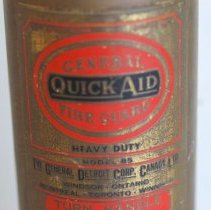 GENERAL
QUICK AID
FIRE GUARD
HEAVY DUTY
MODEL 85
THE GENERAL DETROIT CORP. CANADA LTD.
WINDSOR - ONTARIO
MONTREAL - TORONTO - WINNIPEG
TURN